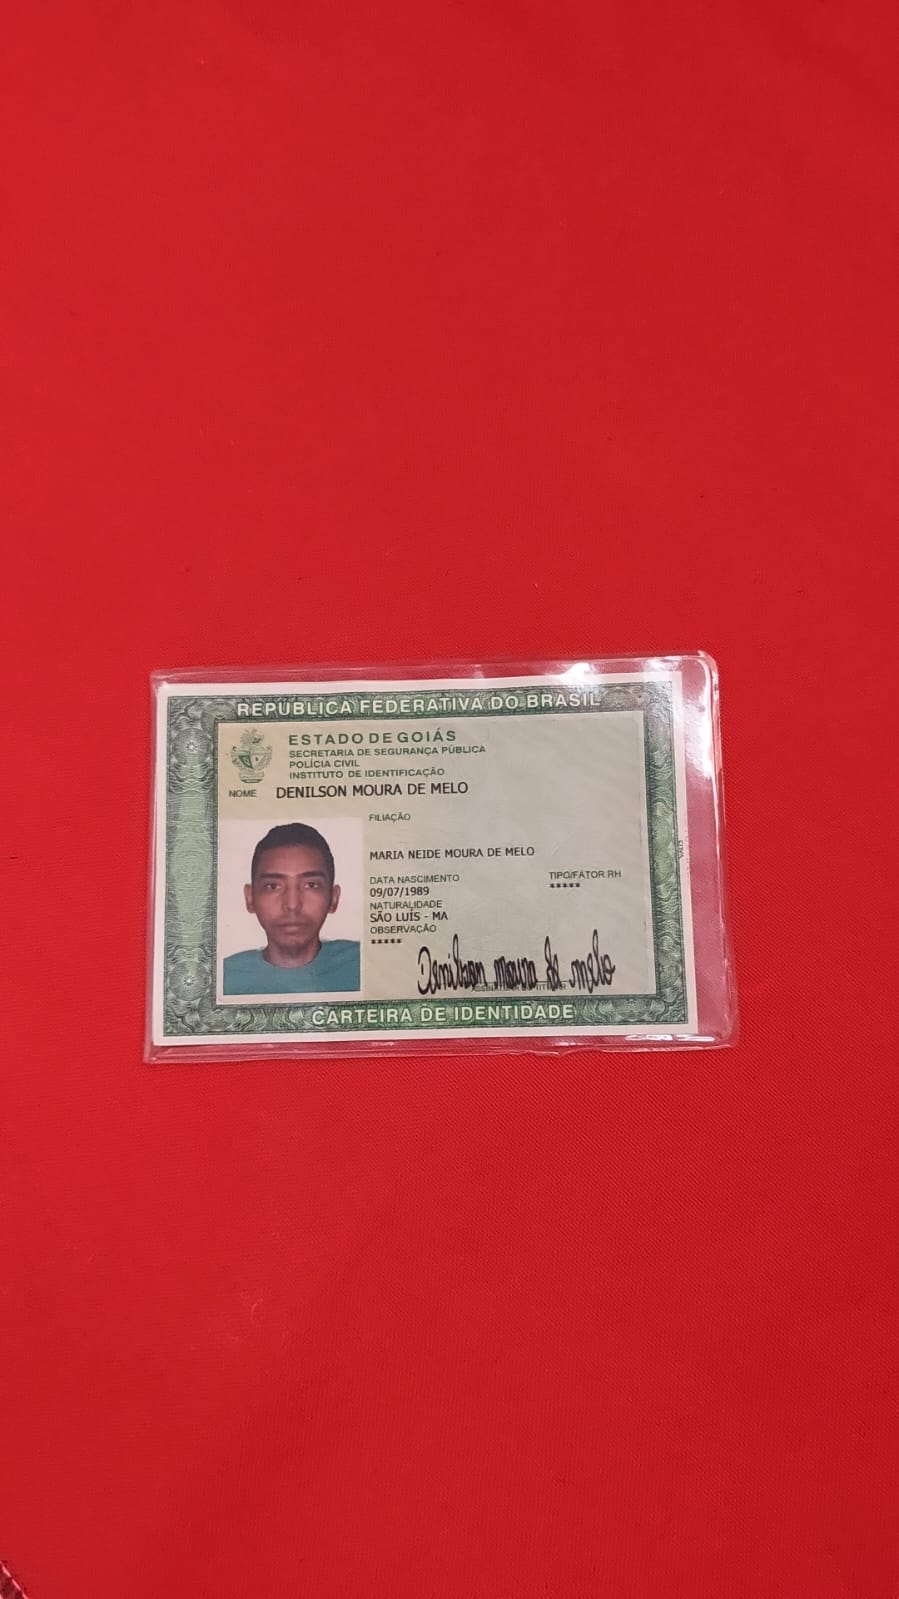 REPÚBLICA FEDERATIVA DO BRASIL
ESTADO DE GOIÁS
SECRETARIA DE SEGURANÇA PÚBLICA
POLÍCIA CIVIL
INSTITUTO DE IDENTIFICAÇÃO
NOME DENILSON MOURA DE MELO
FILIAÇÃO
MARIA NEIDE MOURA DE MELO
DATA NASCIMENTO
09/07/1989
TIPO/FATOR RH
*****
NATURALIDADE
SÃO LUÍS - MA
OBSERVAÇÃO
*****
Denilson moura de melo
CARTEIRA DE IDENTIDADE